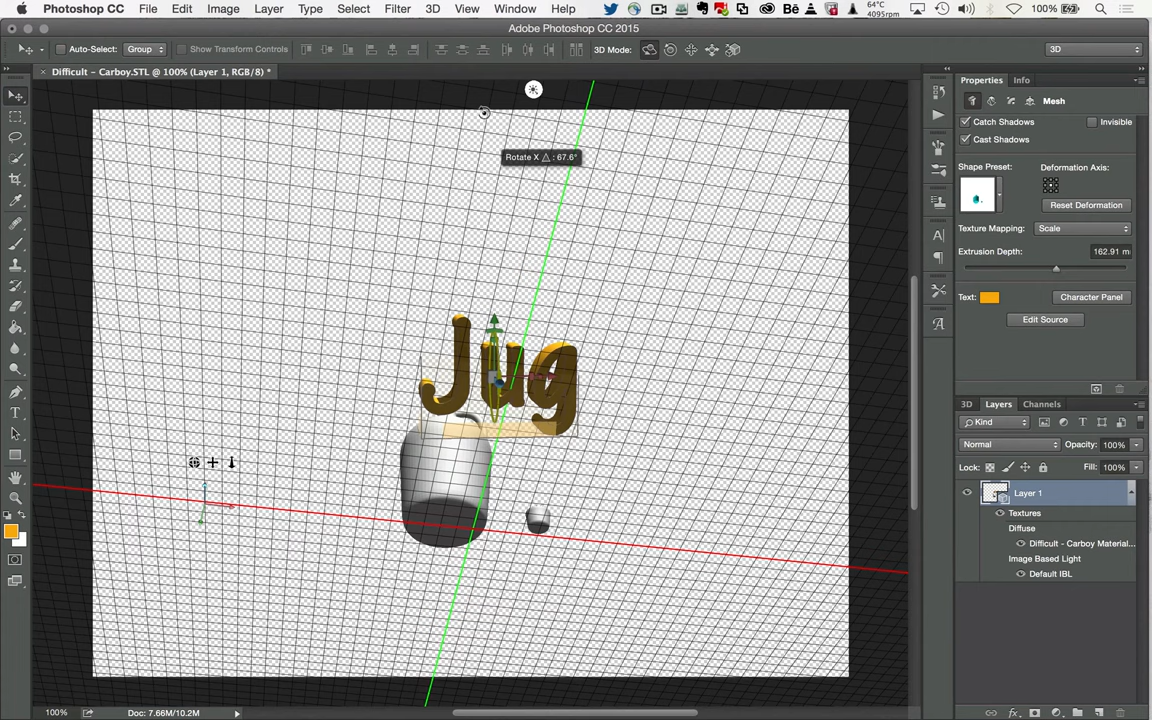 Photoshop CC File Edit Image Layer Type Select Filter 3D View Window Help 64°C 4095rpm 100%
Adobe Photoshop CC 2015
Auto-Select: Group Show Transform Controls 3D Mode: 3D
Difficult - Carboy.STL @ 100% (Layer 1, RGB/8) *
Properties Info
Mesh
Catch Shadows Invisible
Cast Shadows
Rotate X △ : 67.6°
Shape Preset: Deformation Axis:
Reset Deformation
Texture Mapping: Scale
Extrusion Depth: 162.91 m
Text: Character Panel
Edit Source
Jug
3D Layers Channels
Kind
Normal Opacity: 100%
Lock: Fill: 100%
Layer 1
Textures
Diffuse
Difficult - Carboy Material...
Image Based Light
Default IBL
100% Doc: 7.66M/10.2M